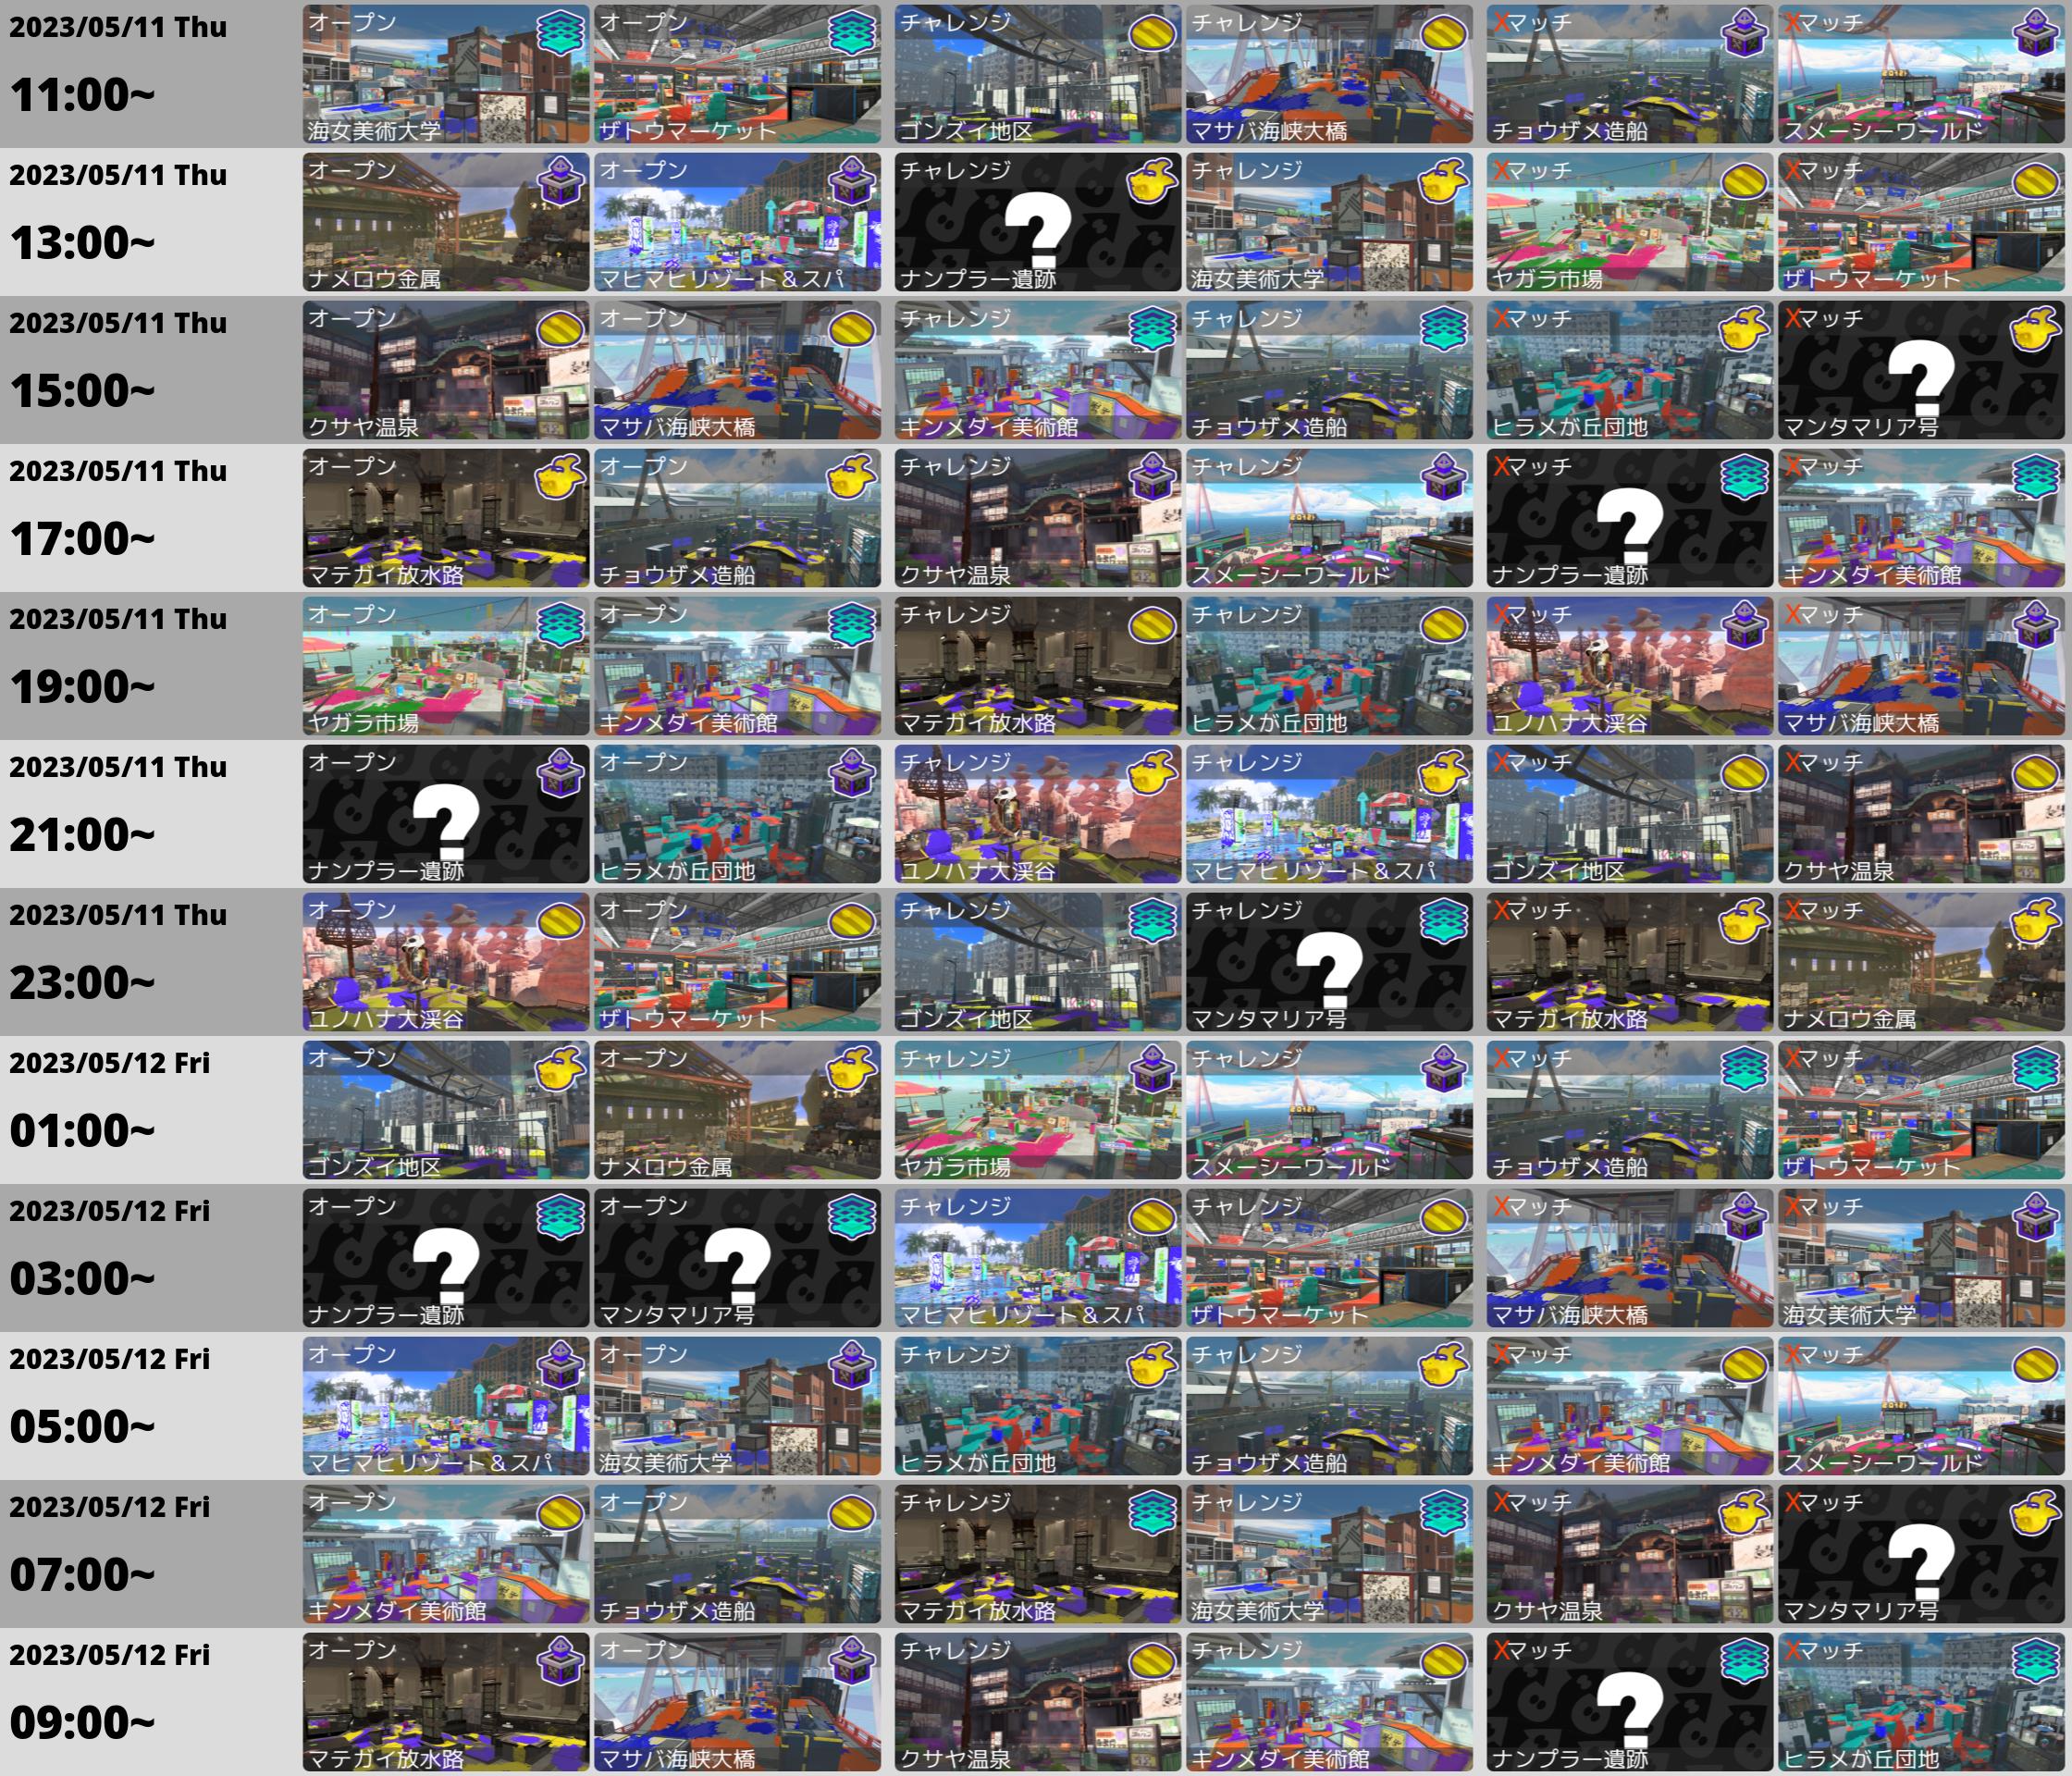 2023/05/11 Thu
11:00~
オープン オープン チャレンジ チャレンジ Xマッチ Xマッチ
海女美術大学 ザトウマーケット ゴンズイ地区 マサバ海峡大橋 チョウザメ造船 スメーシーワールド
2023/05/11 Thu
13:00~
オープン オープン チャレンジ チャレンジ Xマッチ Xマッチ
?
ナメロウ金属 マヒマヒリゾート＆スパ ナンプラー遺跡 海女美術大学 ヤガラ市場 ザトウマーケット
2023/05/11 Thu
15:00~
オープン オープン チャレンジ チャレンジ Xマッチ Xマッチ
?
クサヤ温泉 マサバ海峡大橋 キンメダイ美術館 チョウザメ造船 ヒラメが丘団地 マンタマリア号
2023/05/11 Thu
17:00~
オープン オープン チャレンジ チャレンジ Xマッチ Xマッチ
?
マテガイ放水路 チョウザメ造船 クサヤ温泉 スメーシーワールド ナンプラー遺跡 キンメダイ美術館
2023/05/11 Thu
19:00~
オープン オープン チャレンジ チャレンジ Xマッチ Xマッチ
ヤガラ市場 キンメダイ美術館 マテガイ放水路 ヒラメが丘団地 ユノハナ大渓谷 マサバ海峡大橋
2023/05/11 Thu
21:00~
オープン オープン チャレンジ チャレンジ Xマッチ Xマッチ
?
ナンプラー遺跡 ヒラメが丘団地 ユノハナ大渓谷 マヒマヒリゾート＆スパ ゴンズイ地区 クサヤ温泉
2023/05/11 Thu
23:00~
オープン オープン チャレンジ チャレンジ Xマッチ Xマッチ
?
ユノハナ大渓谷 ザトウマーケット ゴンズイ地区 マンタマリア号 マテガイ放水路 ナメロウ金属
2023/05/12 Fri
01:00~
オープン オープン チャレンジ チャレンジ Xマッチ Xマッチ
ゴンズイ地区 ナメロウ金属 ヤガラ市場 スメーシーワールド チョウザメ造船 ザトウマーケット
2023/05/12 Fri
03:00~
オープン オープン チャレンジ チャレンジ Xマッチ Xマッチ
? ?
ナンプラー遺跡 マンタマリア号 マヒマヒリゾート＆スパ ザトウマーケット マサバ海峡大橋 海女美術大学
2023/05/12 Fri
05:00~
オープン オープン チャレンジ チャレンジ Xマッチ Xマッチ
マヒマヒリゾート＆スパ 海女美術大学 ヒラメが丘団地 チョウザメ造船 キンメダイ美術館 スメーシーワールド
2023/05/12 Fri
07:00~
オープン オープン チャレンジ チャレンジ Xマッチ Xマッチ
?
キンメダイ美術館 チョウザメ造船 マテガイ放水路 海女美術大学 クサヤ温泉 マンタマリア号
2023/05/12 Fri
09:00~
オープン オープン チャレンジ チャレンジ Xマッチ Xマッチ
?
マテガイ放水路 マサバ海峡大橋 クサヤ温泉 キンメダイ美術館 ナンプラー遺跡 ヒラメが丘団地